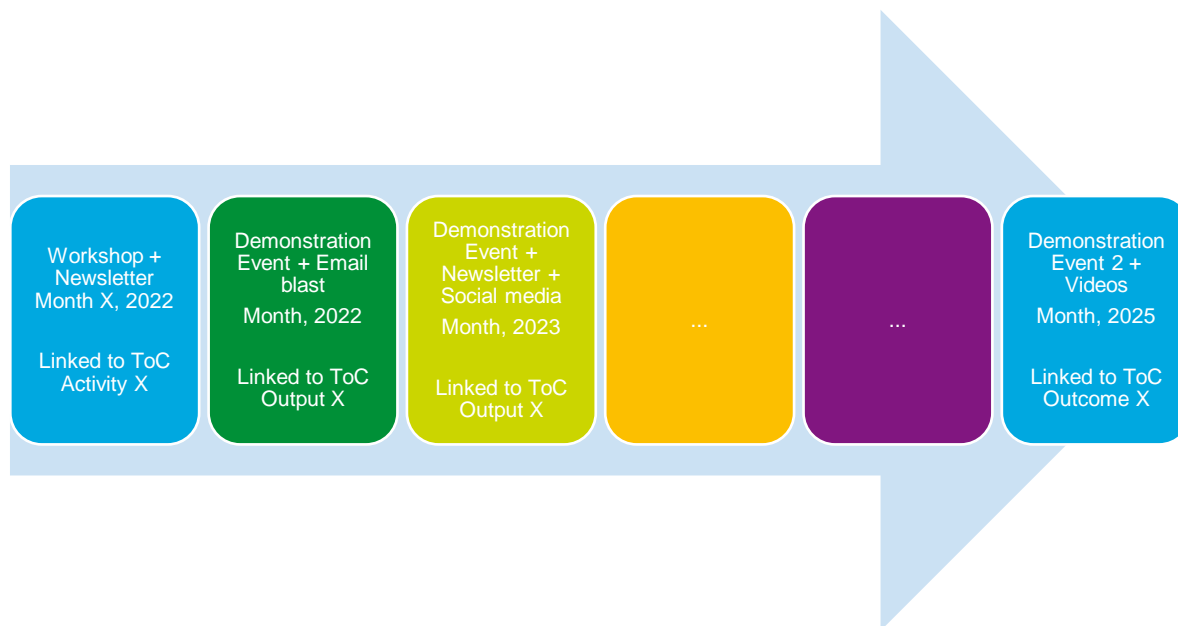 Workshop +
Newsletter
Month X, 2022
Linked to ToC
Activity X
Demonstration
Event + Email
blast
Month, 2022
Linked to ToC
Output X
Demonstration
Event +
Newsletter +
Social media
Month, 2023
Linked to ToC
Output X
...
...
Demonstration
Event 2 +
Videos
Month, 2025
Linked to ToC
Outcome X